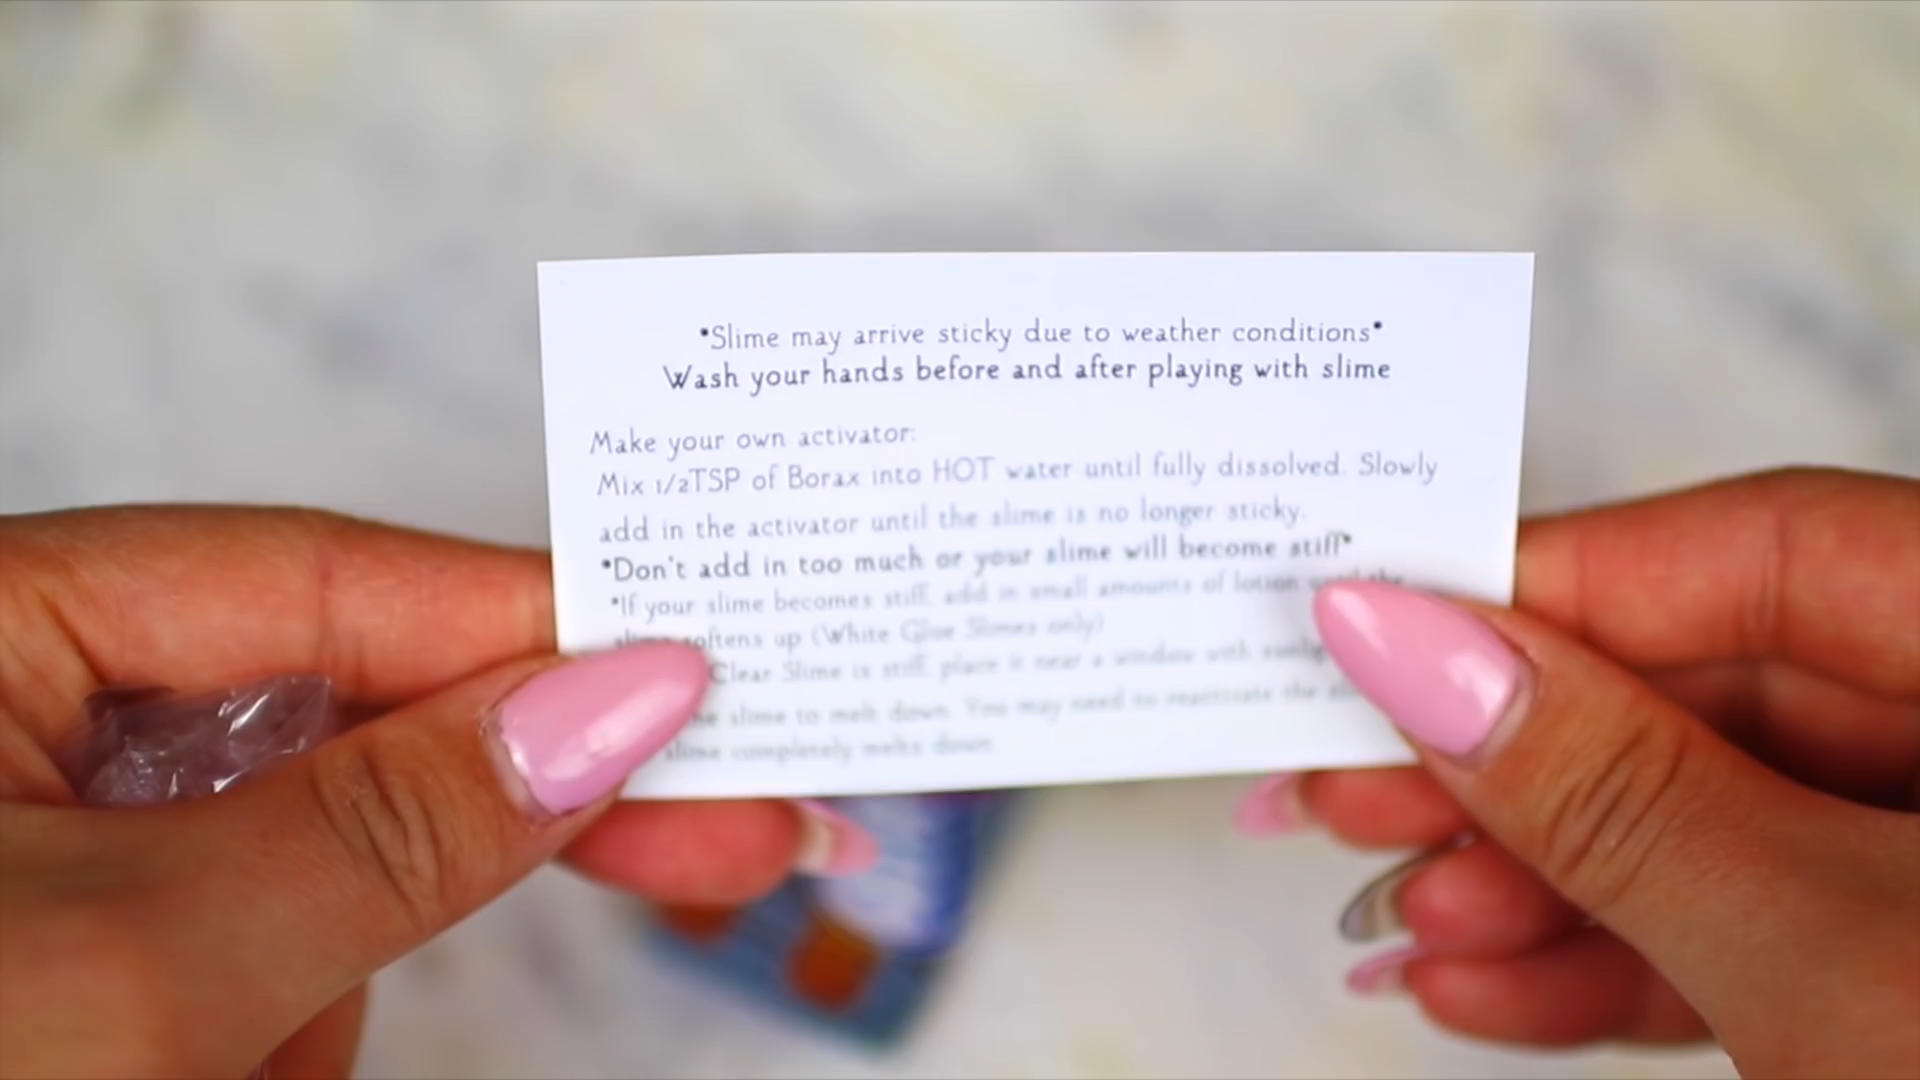 *Slime may arrive sticky due to weather conditions*
Wash your hands before and after playing with slime
Make your own activator:
Mix 1/2TSP of Borax into HOT water until fully dissolved. Slowly
add in the activator until the slime is no longer sticky.
*Don't add in too much or your slime will become stiff*
*If your slime becomes stiff, add in small amounts of lotion until the
slime softens up (White Glue Slimes only)
Clear Slime is stiff, place it near a window with
slime to melt down. You may need to reactivate the
slime completely melts down.